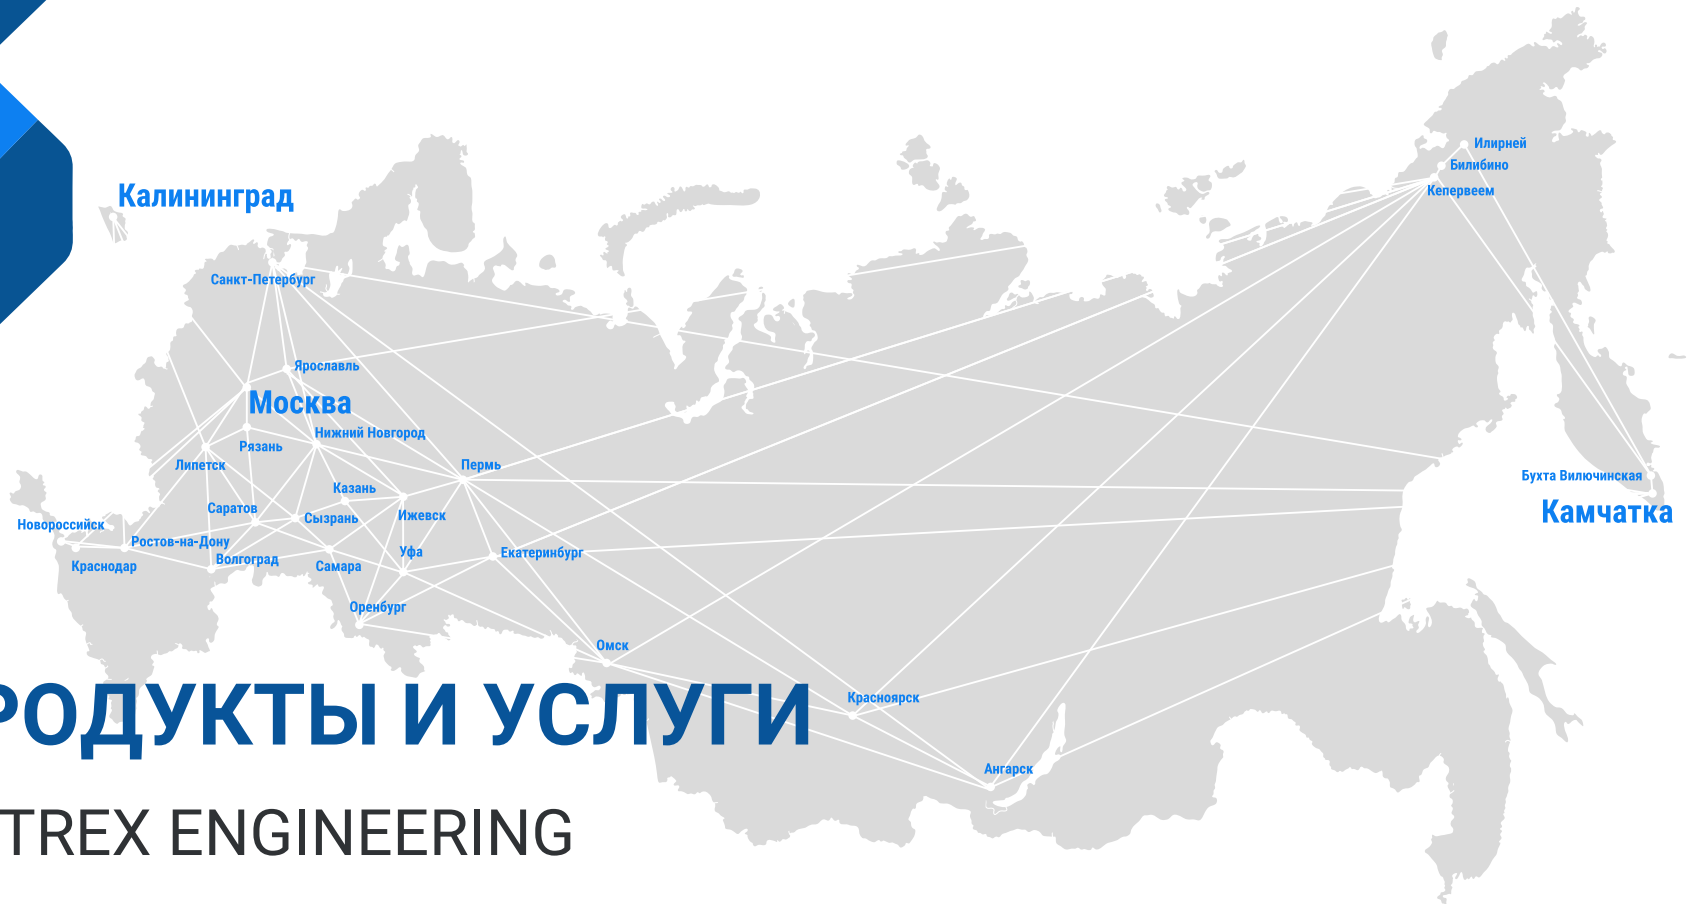 Илирней
Билибино
Кепервеем
Калининград
Санкт-Петербург
Ярославль
Москва
Нижний Новгород
Рязань
Липецк
Пермь
Казань
Бухта Вилючинская
Камчатка
Саратов
Сызрань
Ижевск
Новороссийск
Ростов-на-Дону
Волгоград
Уфа
Екатеринбург
Краснодар
Самара
Оренбург
Омск
Красноярск
РОДУКТЫ И УСЛУГИ
Ангарск
TREX ENGINEERING